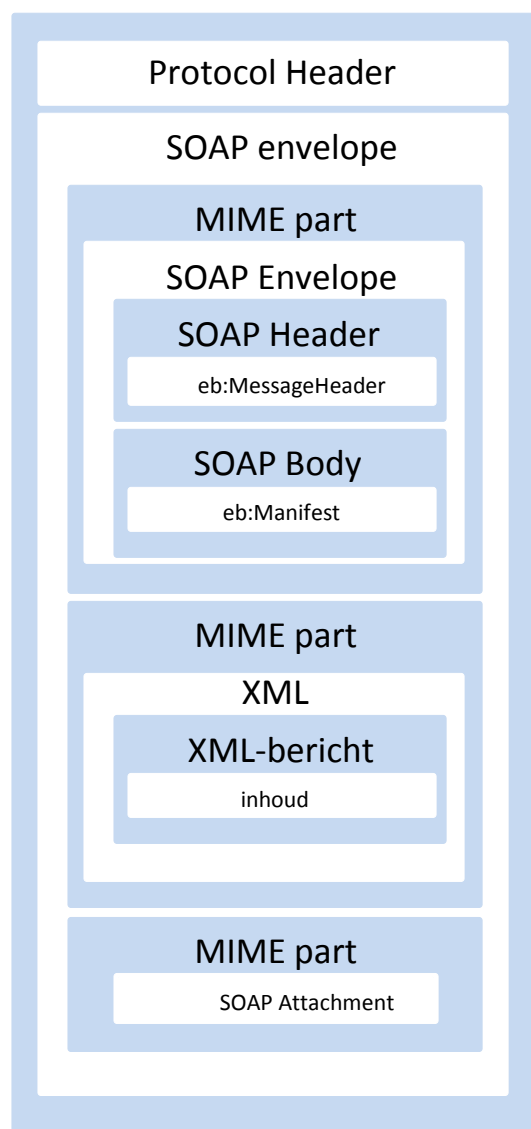 Protocol Header
SOAP envelope
MIME part
SOAP Envelope
SOAP Header
eb:MessageHeader
SOAP Body
eb:Manifest
MIME part
XML
XML-bericht
inhoud
MIME part
SOAP Attachment